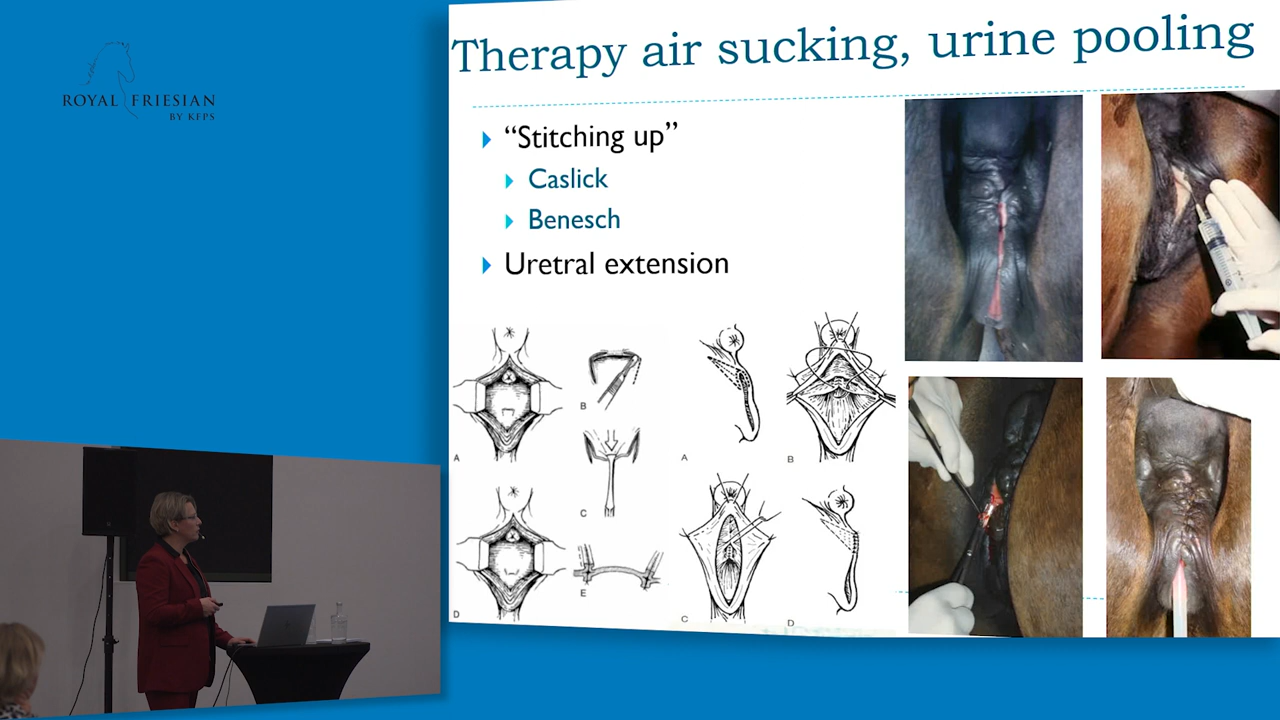 ROYAL FRIESIAN
BY KFPS
Therapy air sucking, urine pooling
“Stitching up”
Caslick
Benesch
Uretral extension
A
B
C
D
E
A
B
C
D